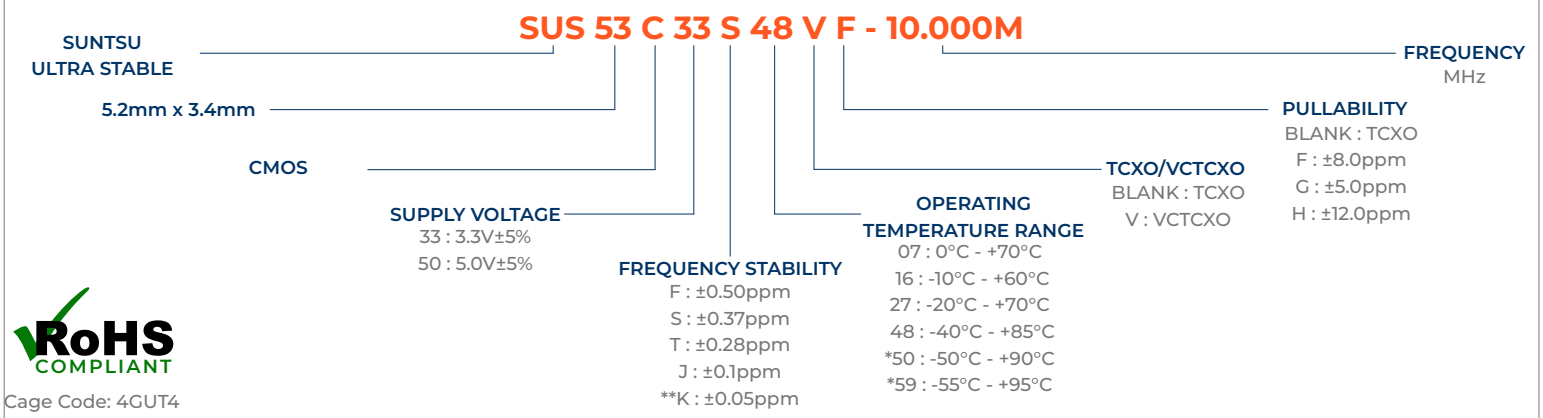 SUS 53 C 33 S 48 V F - 10.000M
SUNTSU
ULTRA STABLE
5.2mm x 3.4mm
CMOS
SUPPLY VOLTAGE
33 : 3.3V±5%
50 : 5.0V±5%
FREQUENCY STABILITY
F : ±0.50ppm
S : ±0.37ppm
T : ±0.28ppm
J : ±0.1ppm
**K : ±0.05ppm
OPERATING
TEMPERATURE RANGE
07 : 0°C - +70°C
16 : -10°C - +60°C
27 : -20°C - +70°C
48 : -40°C - +85°C
*50 : -50°C - +90°C
*59 : -55°C - +95°C
TCXO/VCTCXO
BLANK : TCXO
V : VCTCXO
PULLABILITY
BLANK : TCXO
F : ±8.0ppm
G : ±5.0ppm
H : ±12.0ppm
FREQUENCY
MHz
RoHS
COMPLIANT
Cage Code: 4GUT4